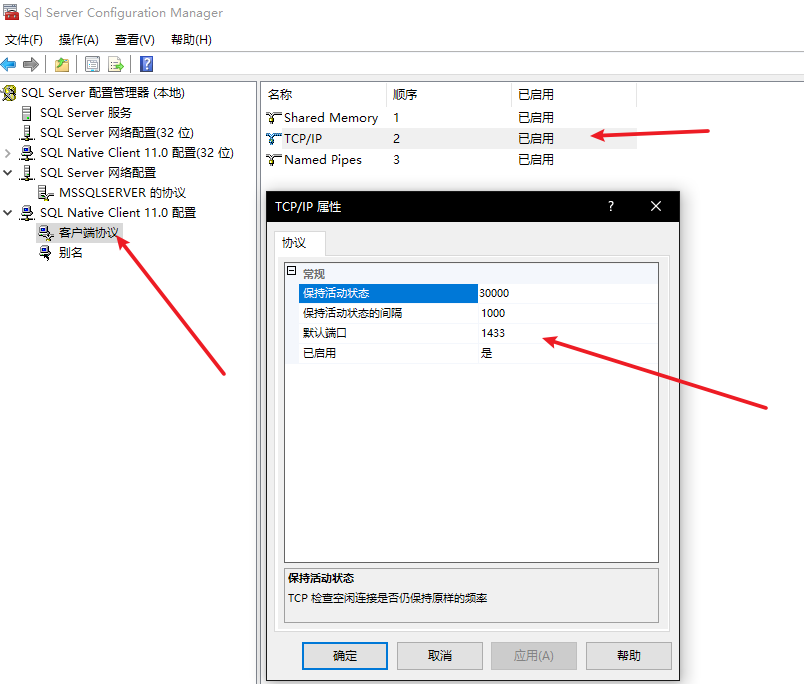 Sql Server Configuration Manager
文件(F) 操作(A) 查看(V) 帮助(H)
SQL Server 配置管理器 (本地)
SQL Server 服务
SQL Server 网络配置(32 位)
SQL Native Client 11.0 配置(32 位)
SQL Server 网络配置
MSSQLSERVER 的协议
SQL Native Client 11.0 配置
客户端协议
别名
名称 顺序 已启用
Shared Memory 1 已启用
TCP/IP 2 已启用
Named Pipes 3 已启用
TCP/IP 属性 ?
协议
常规
保持活动状态 30000
保持活动状态的间隔 1000
默认端口 1433
已启用 是
保持活动状态
TCP 检查空闲连接是否仍保持原样的频率
确定 取消 应用(A) 帮助